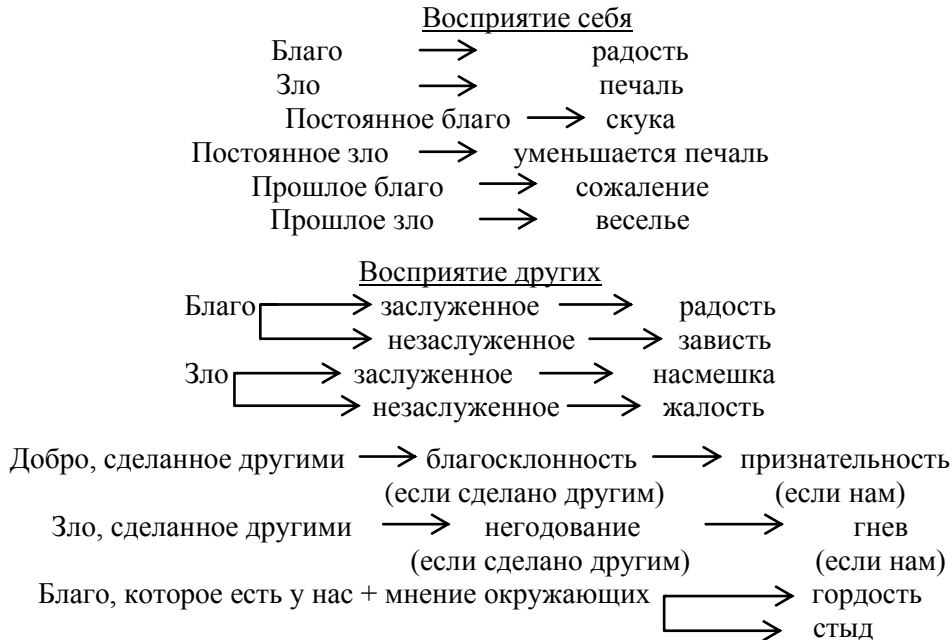 Восприятие себя
Благо → радость
Зло → печаль
Постоянное благо → скука
Постоянное зло → уменьшается печаль
Прошлое благо → сожаление
Прошлое зло → веселье
Восприятие других
Благо → заслуженное → радость
→ незаслуженное → зависть
Зло → заслуженное → насмешка
→ незаслуженное → жалость
Добро, сделанное другими → благосклонность → признательность
(если сделано другим) (если нам)
Зло, сделанное другими → негодование → гнев
(если сделано другим) (если нам)
Благо, которое есть у нас + мнение окружающих → гордость
→ стыд